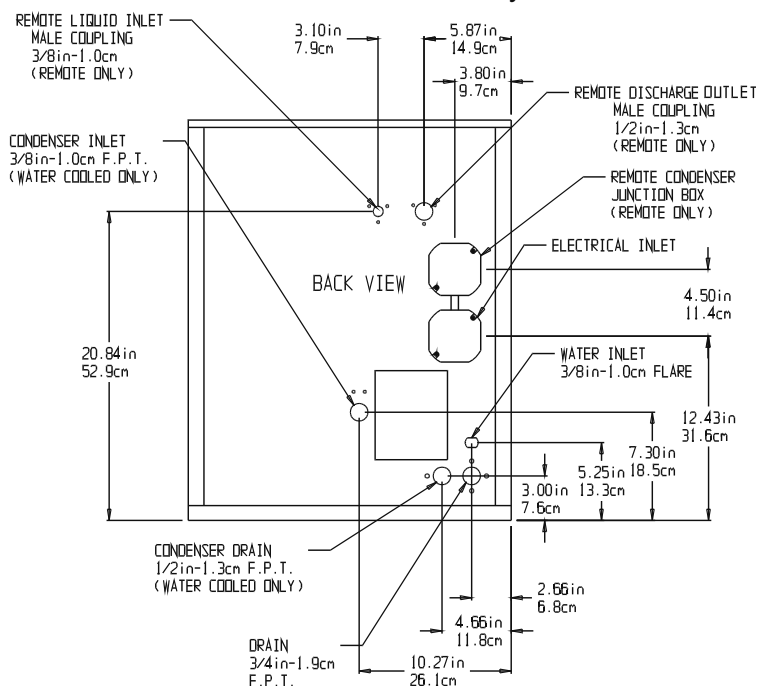 REMOTE LIQUID INLET
MALE COUPLING
3/8in-1.0cm
(REMOTE ONLY)
3.10in
7.9cm
5.87in
14.9cm
3.80in
9.7cm
REMOTE DISCHARGE OUTLET
MALE COUPLING
1/2in-1.3cm
(REMOTE ONLY)
CONDENSER INLET
3/8in-1.0cm F.P.T.
(WATER COOLED ONLY)
REMOTE CONDENSER
JUNCTION BOX
(REMOTE ONLY)
ELECTRICAL INLET
BACK VIEW
4.50in
11.4cm
20.84in
52.9cm
WATER INLET
3/8in-1.0cm FLARE
12.43in
31.6cm
7.30in
18.5cm
5.25in
13.3cm
3.00in
7.6cm
CONDENSER DRAIN
1/2in-1.3cm F.P.T.
(WATER COOLED ONLY)
2.66in
6.8cm
4.66in
11.8cm
DRAIN
3/4in-1.9cm
F.P.T.
10.27in
26.1cm